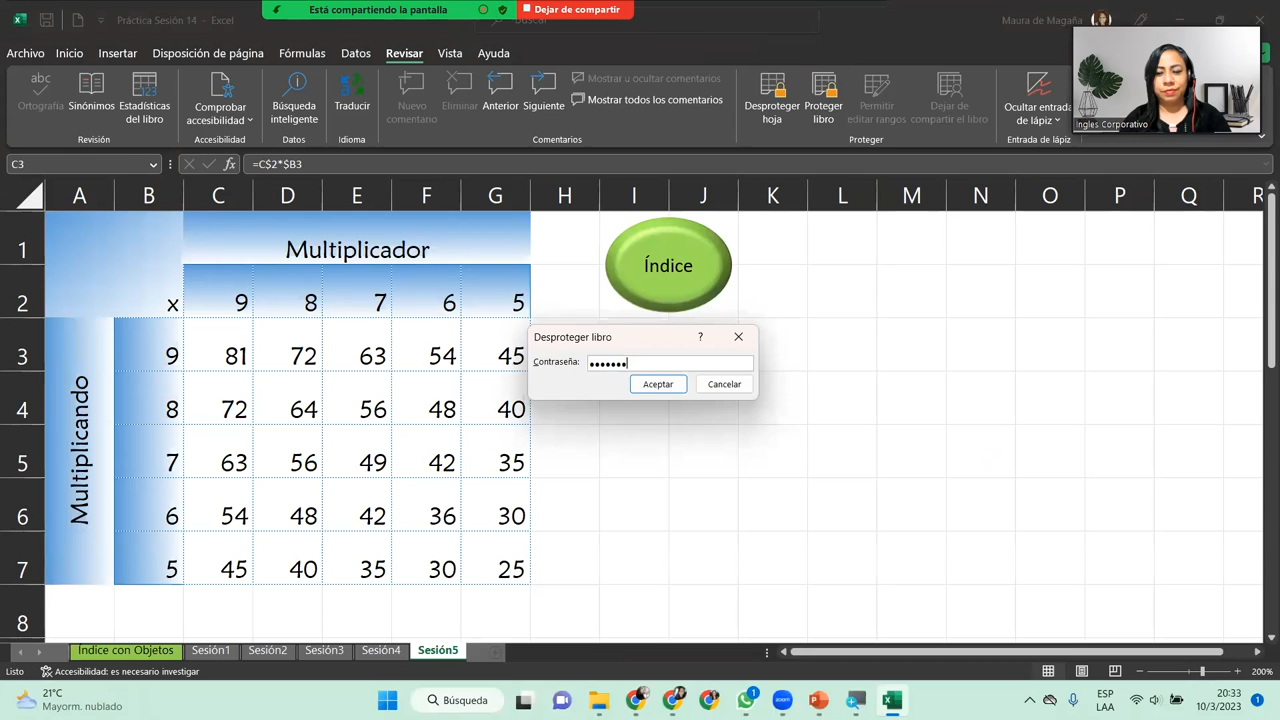 Está compartiendo la pantalla
Dejar de compartir
Práctica Sesión 14 - Excel
Buscar
Maura de Magaña
Archivo Inicio Insertar Disposición de página Fórmulas Datos Revisar Vista Ayuda
abc
Ortografía
Sinónimos
Estadísticas
del libro
Revisión
Comprobar
accesibilidad
Accesibilidad
Búsqueda
inteligente
Datos
Traducir
Idioma
Nuevo
comentario
Eliminar
Anterior
Siguiente
Mostrar u ocultar comentarios
Mostrar todos los comentarios
Comentarios
Desproteger
hoja
Proteger
libro
Permitir
editar rangos
Dejar de
compartir el libro
Proteger
Ocultar entrada
de lápiz
Entrada de lápiz
Ingles Corporativo
C3
fx
=C$2*$B3
A B C D E F G H I J K L M N O P Q R
1 Multiplicador
Índice
2 x 9 8 7 6 5
3 9 81 72 63 54 45
4 8 72 64 56 48 40
5 7 63 56 49 42 35
6 6 54 48 42 36 30
7 5 45 40 35 30 25
8
Multiplicando
Desproteger libro ?
Contraseña: •••••••
Aceptar Cancelar
Indice con Objetos Sesión1 Sesión2 Sesión3 Sesión4 Sesión5
Listo Accesibilidad: es necesario investigar
200%
21°C
Mayorm. nublado
Búsqueda
zoom
1
ESP
LAA
20:33
10/3/2023
1